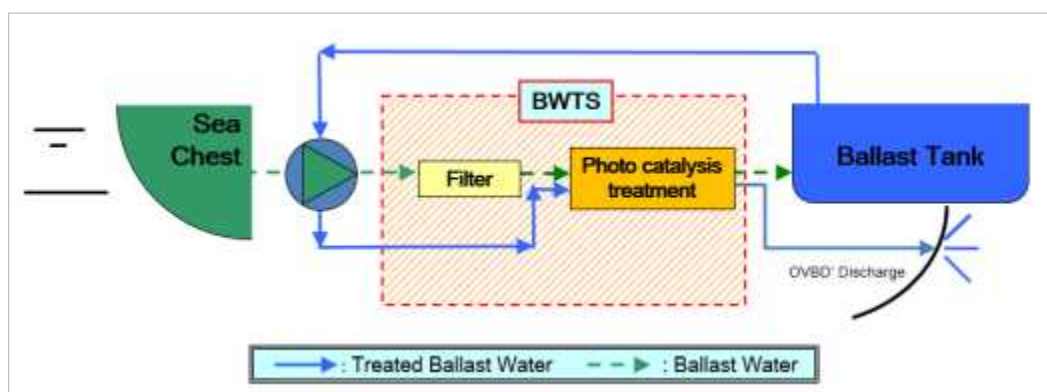 BWTS
Sea
Chest
Filter
Photo catalysis
treatment
Ballast Tank
OVBD' Discharge
: Treated Ballast Water
: Ballast Water